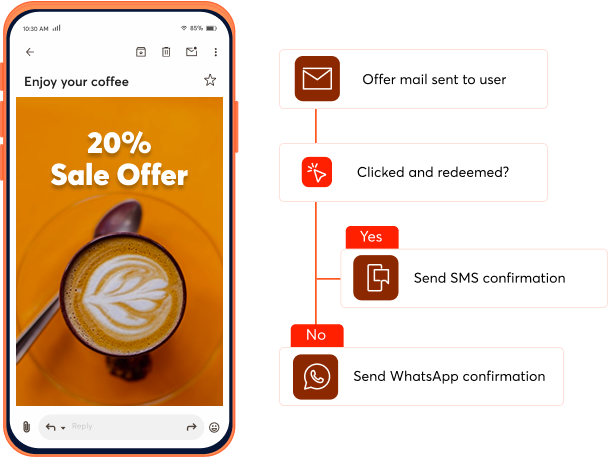 10:30 AM
85%
Enjoy your coffee
20%
Sale Offer
Reply
Offer mail sent to user
Clicked and redeemed?
Yes
Send SMS confirmation
No
Send WhatsApp confirmation